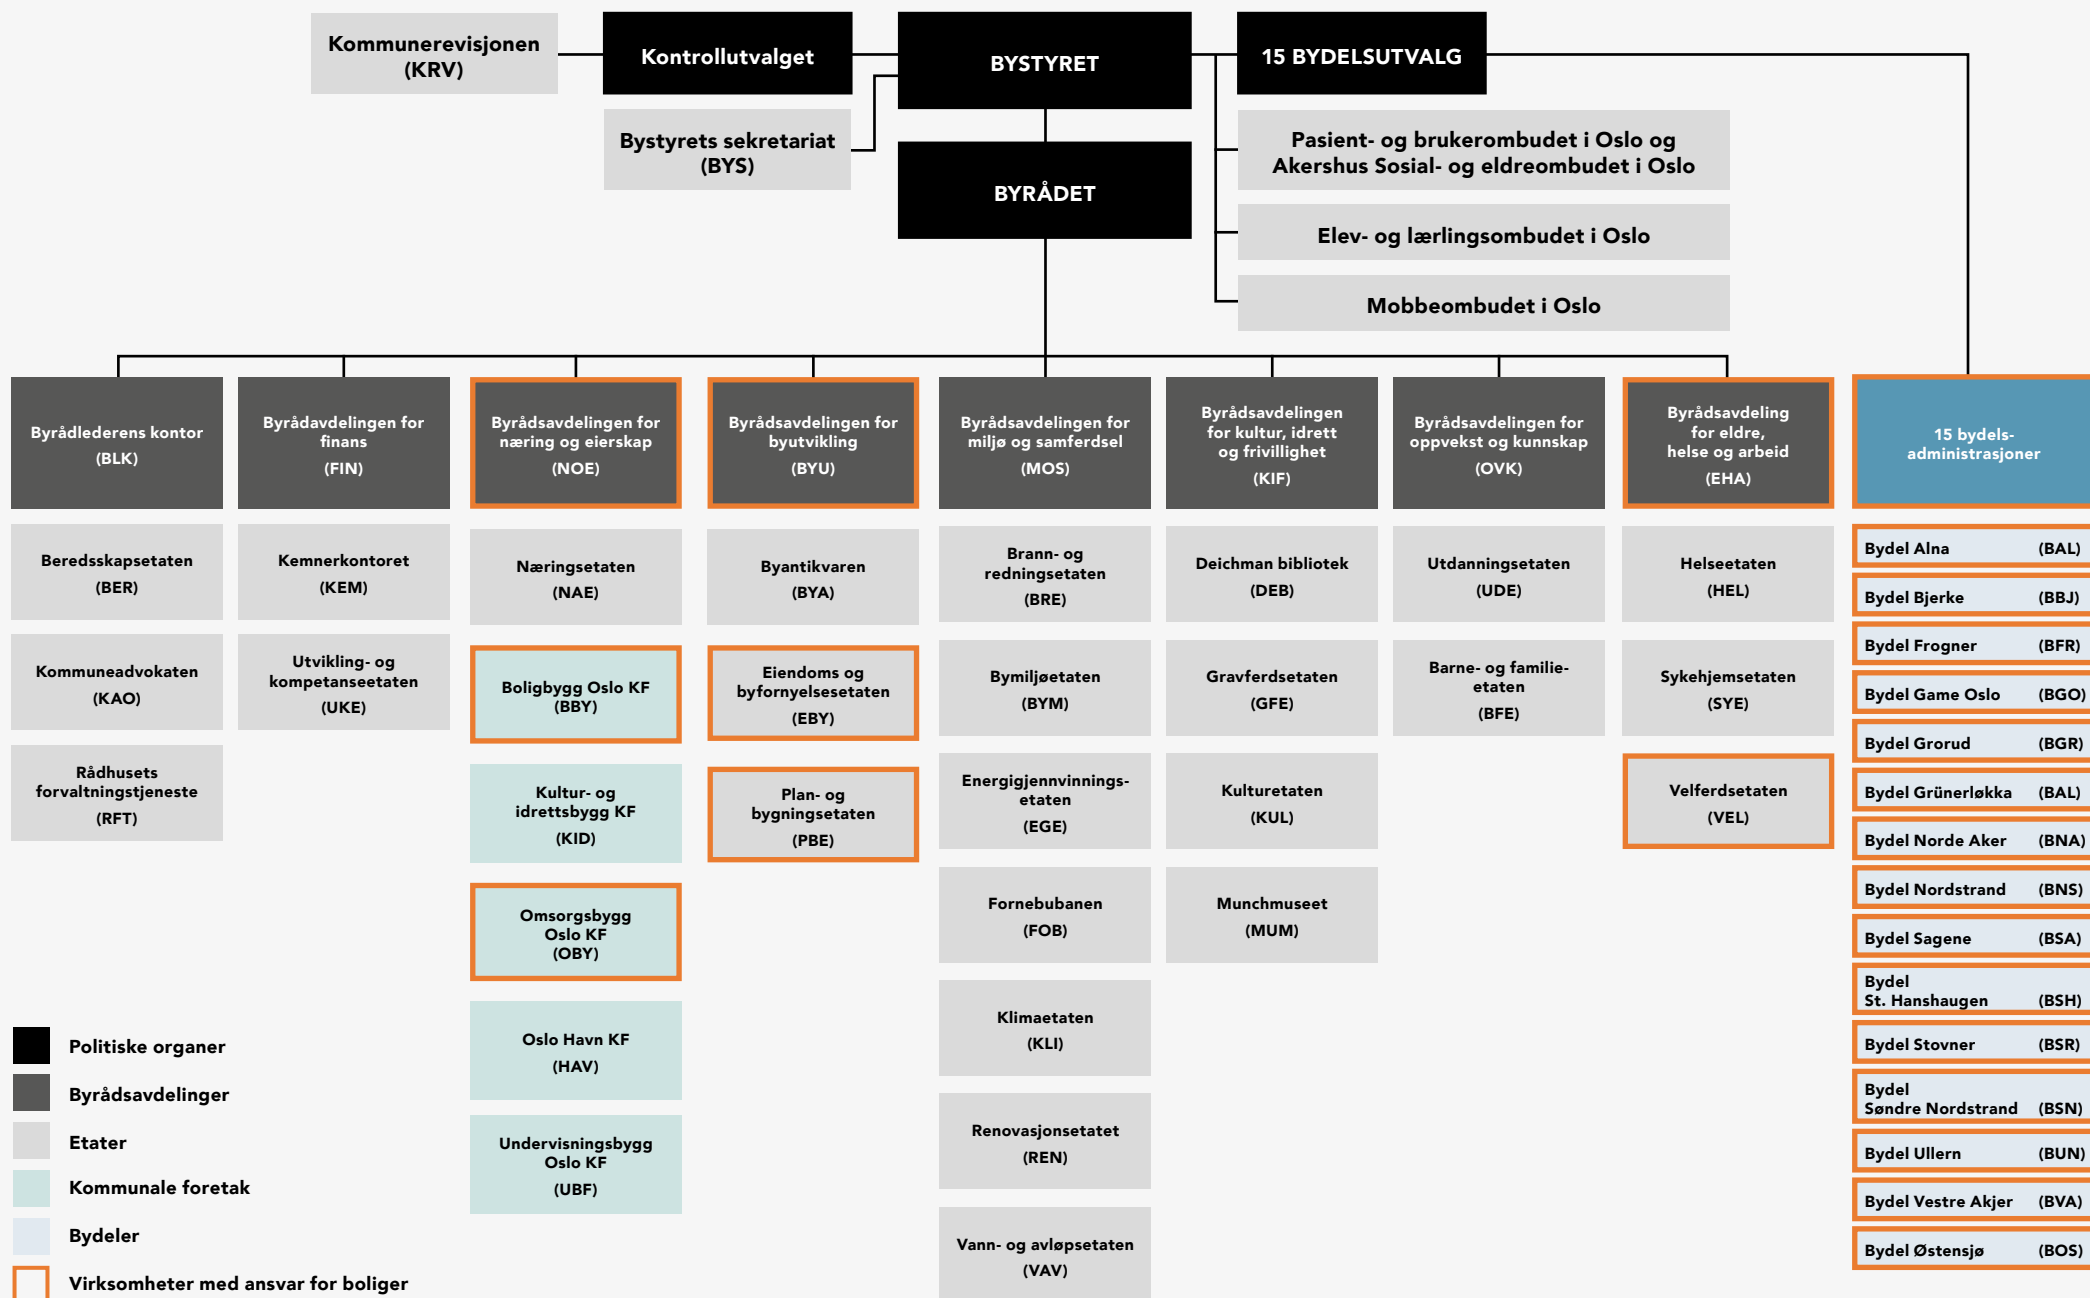 Kommunerevisjonen
(KRV)
Kontrollutvalget
BYSTYRET
15 BYDELSUTVALG
Bystyrets sekretariat
(BYS)
BYRÅDET
Pasient- og brukerombudet i Oslo og
Akershus Sosial- og eldreombudet i Oslo
Elev- og lærlingsombudet i Oslo
Mobbeombudet i Oslo
Byrådlederens kontor
(BLK)
Beredsskapsetaten
(BER)
Kommuneadvokaten
(KAO)
Rådhusets
forvaltningstjeneste
(RFT)
Byrådavdelingen for
finans
(FIN)
Kemnerkontoret
(KEM)
Utvikling- og
kompetanseetaten
(UKE)
Byrådsavdelingen for
næring og eierskap
(NOE)
Næringsetaten
(NAE)
Boligbygg Oslo KF
(BBY)
Kultur- og
idrettsbygg KF
(KID)
Omsorgsbygg
Oslo KF
(OBY)
Oslo Havn KF
(HAV)
Undervisningsbygg
Oslo KF
(UBF)
Byrådsavdelingen for
byutvikling
(BYU)
Byantikvaren
(BYA)
Eiendoms og
byfornyelsesetaten
(EBY)
Plan- og
bygningsetaten
(PBE)
Byrådsavdelingen for
miljø og samferdsel
(MOS)
Brann- og
redningsetaten
(BRE)
Bymiljøetaten
(BYM)
Energigjennvinnings-
etaten
(EGE)
Fornebubanen
(FOB)
Klimaetaten
(KLI)
Renovasjonsetatet
(REN)
Vann- og avløpsetaten
(VAV)
Byrådsavdelingen
for kultur, idrett
og frivillighet
(KIF)
Deichman bibliotek
(DEB)
Gravferdsetaten
(GFE)
Kulturetaten
(KUL)
Munchmuseet
(MUM)
Byrådsavdelingen for
oppvekst og kunnskap
(OVK)
Utdanningsetaten
(UDE)
Barne- og familie-
etaten
(BFE)
Byrådsavdeling
for eldre,
helse og arbeid
(EHA)
Helseetaten
(HEL)
Sykehjemsetaten
(SYE)
Velferdsetaten
(VEL)
15 bydels-
administrasjoner
Bydel Alna (BAL)
Bydel Bjerke (BBJ)
Bydel Frogner (BFR)
Bydel Game Oslo (BGO)
Bydel Grorud (BGR)
Bydel Grünerløkka (BAL)
Bydel Norde Aker (BNA)
Bydel Nordstrand (BNS)
Bydel Sagene (BSA)
Bydel
St. Hanshaugen (BSH)
Bydel Stovner (BSR)
Bydel
Søndre Nordstrand (BSN)
Bydel Ullern (BUN)
Bydel Vestre Akjer (BVA)
Bydel Østensjø (BOS)
Politiske organer
Byrådsavdelinger
Etater
Kommunale foretak
Bydeler
Virksomheter med ansvar for boliger